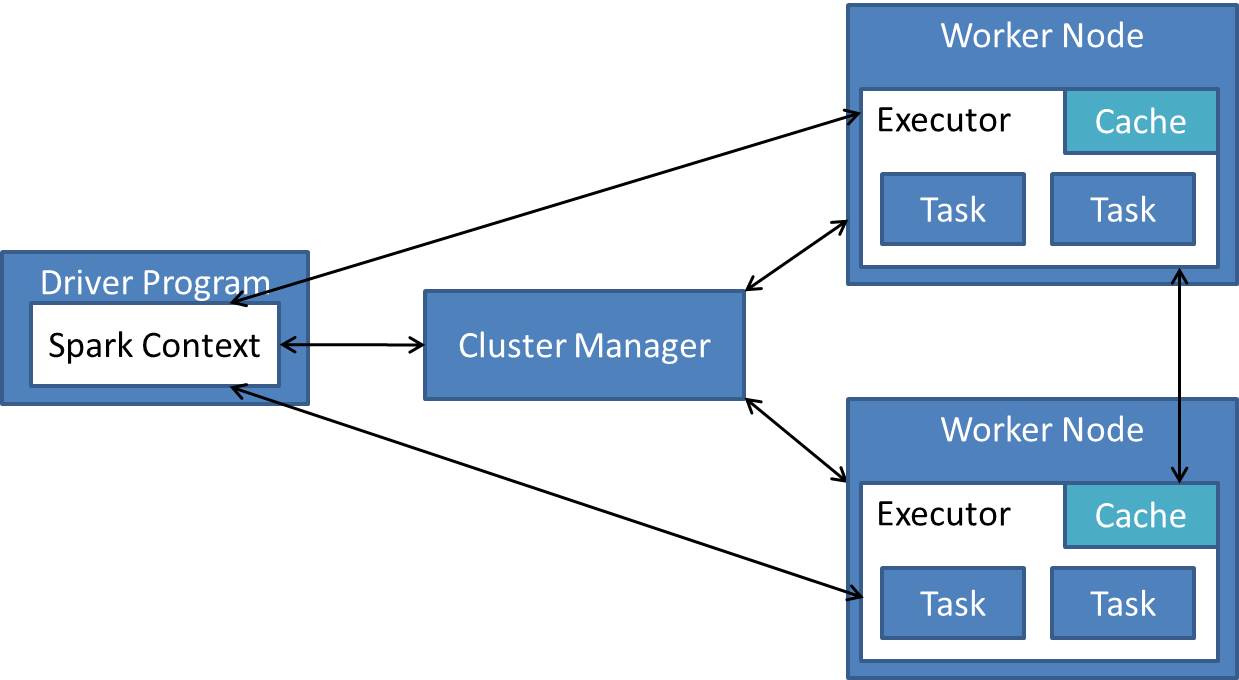 Worker Node
Executor
Cache
Task
Task
Driver Program
Spark Context
Cluster Manager
Worker Node
Executor
Cache
Task
Task